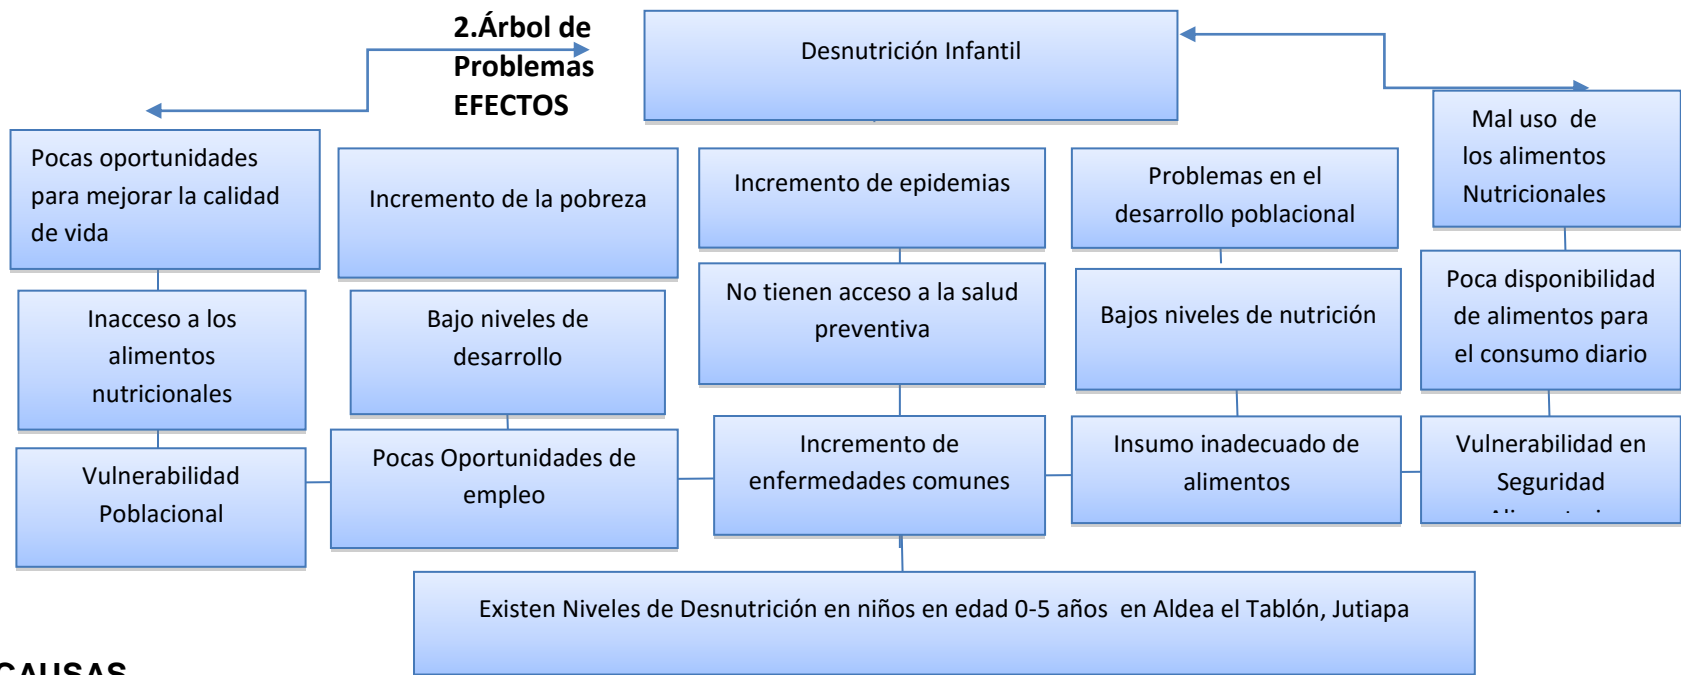 2.Árbol de
Problemas
EFECTOS
Desnutrición Infantil
Pocas oportunidades
para mejorar la calidad
de vida
Incremento de la pobreza
Incremento de epidemias
Problemas en el
desarrollo poblacional
Mal uso de
los alimentos
Nutricionales
Inacceso a los
alimentos
nutricionales
Bajo niveles de
desarrollo
No tienen acceso a la salud
preventiva
Bajos niveles de nutrición
Poca disponibilidad
de alimentos para
el consumo diario
Vulnerabilidad
Poblacional
Pocas Oportunidades de
empleo
Incremento de
enfermedades comunes
Insumo inadecuado de
alimentos
Vulnerabilidad en
Seguridad
Existen Niveles de Desnutrición en niños en edad 0-5 años en Aldea el Tablón, Jutiapa
CAUSAS